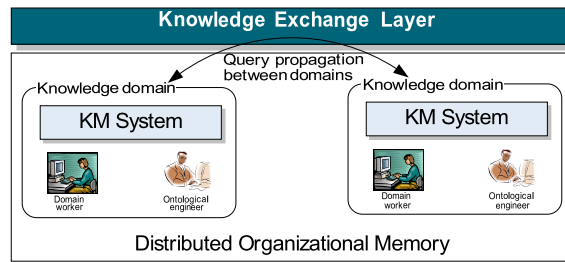 Knowledge Exchange Layer
Query propagation
between domains
Knowledge domain
KM System
Domain
worker
Ontological
engineer
Knowledge domain
KM System
Domain
worker
Ontological
engineer
Distributed Organizational Memory